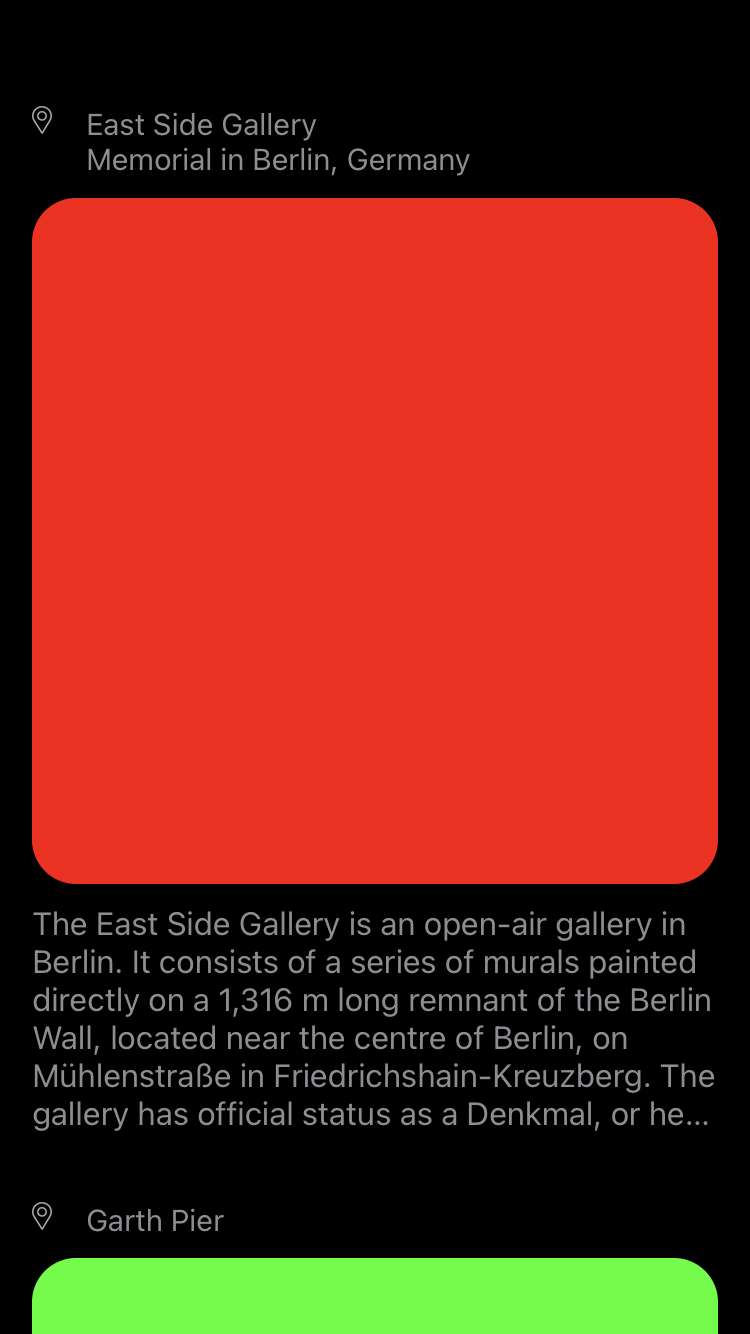 East Side Gallery
Memorial in Berlin, Germany
The East Side Gallery is an open-air gallery in
Berlin. It consists of a series of murals painted
directly on a 1,316 m long remnant of the Berlin
Wall, located near the centre of Berlin, on
Mühlenstraße in Friedrichshain-Kreuzberg. The
gallery has official status as a Denkmal, or he...
Garth Pier